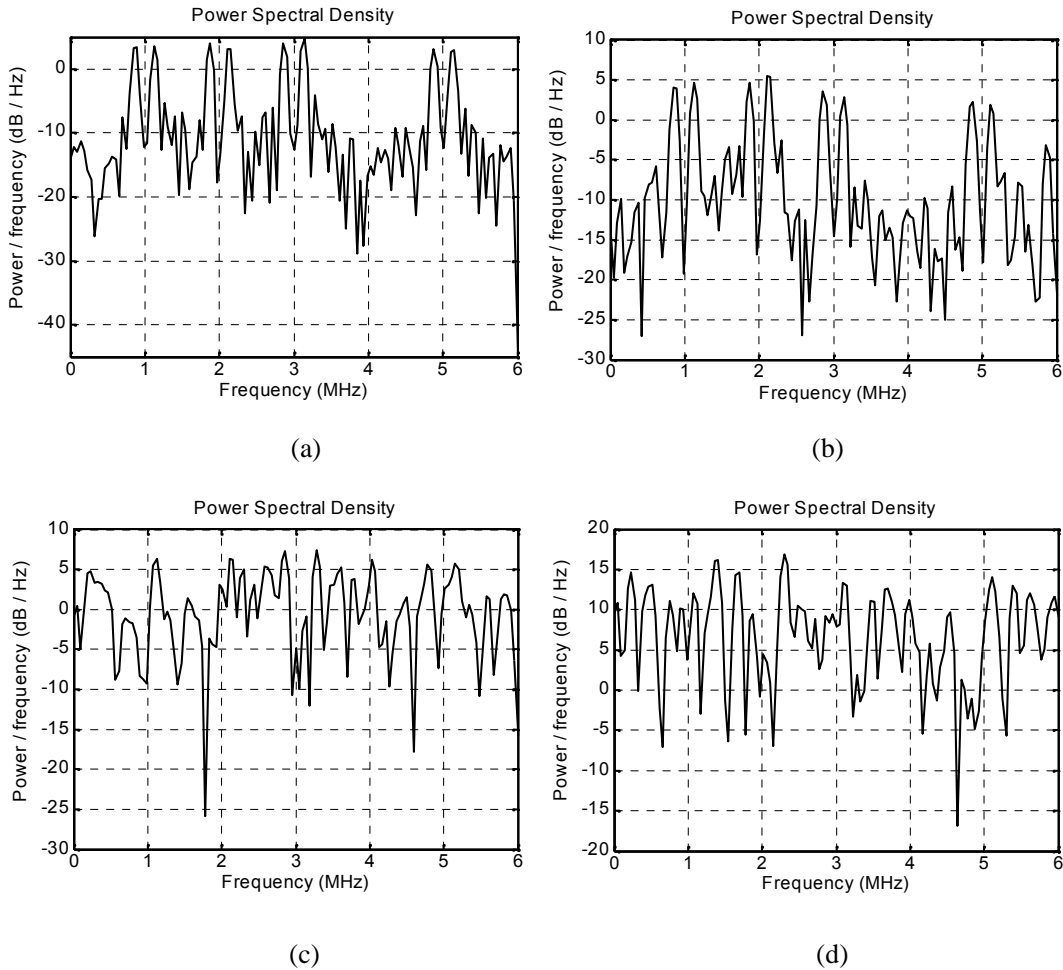 Power Spectral Density
Power / frequency (dB / Hz)
0
-10
-20
-30
-40
0 1 2 3 4 5 6
Frequency (MHz)
(a)
Power Spectral Density
Power / frequency (dB / Hz)
10
5
0
-5
-10
-15
-20
-25
-30
0 1 2 3 4 5 6
Frequency (MHz)
(b)
Power Spectral Density
Power / frequency (dB / Hz)
10
5
0
-5
-10
-15
-20
-25
-30
0 1 2 3 4 5 6
Frequency (MHz)
(c)
Power Spectral Density
Power / frequency (dB / Hz)
20
15
10
5
0
-5
-10
-15
-20
0 1 2 3 4 5 6
Frequency (MHz)
(d)